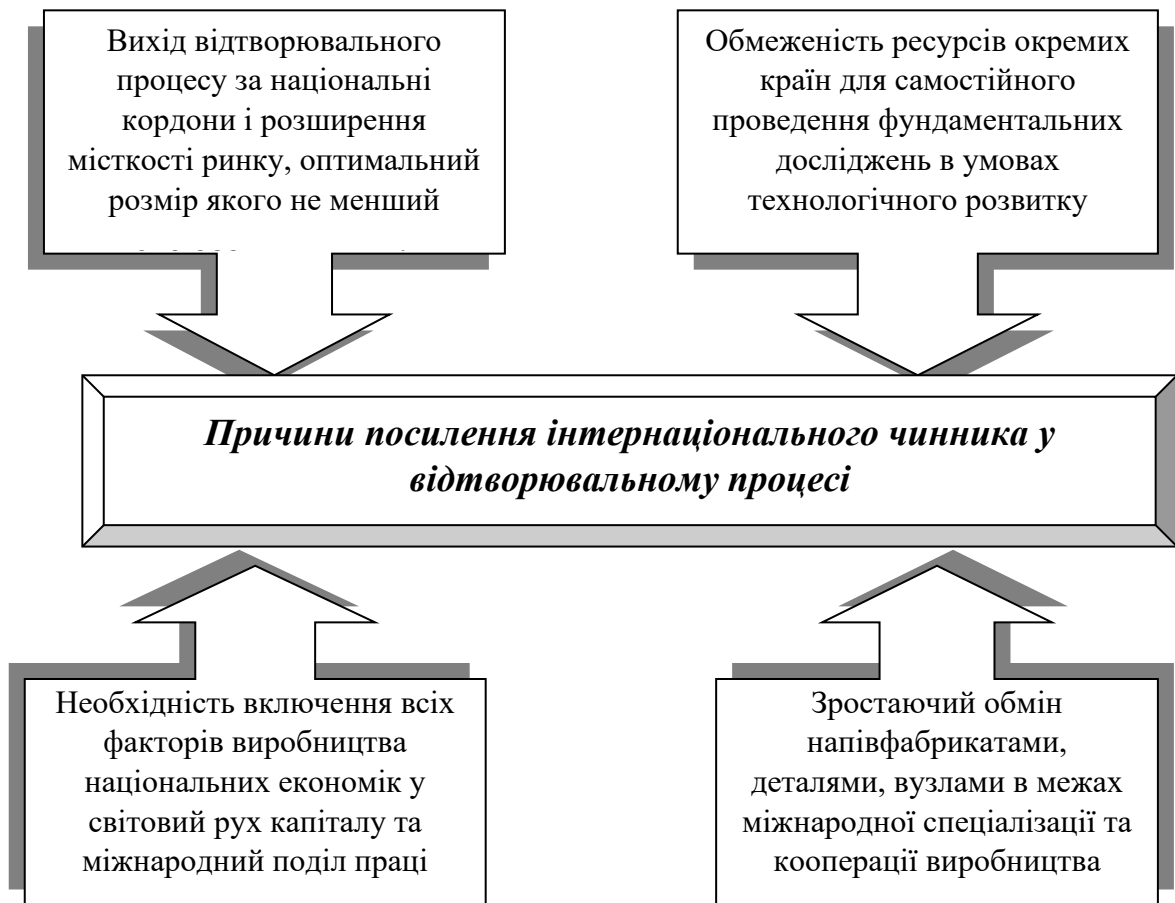 Вихід відтворювального
процесу за національні
кордони і розширення
місткості ринку, оптимальний
розмір якого не менший
Обмеженість ресурсів окремих
країн для самостійного
проведення фундаментальних
досліджень в умовах
технологічного розвитку
Причини посилення інтернаціонального чинника у
відтворювальному процесі
Необхідність включення всіх
факторів виробництва
національних економік у
світовий рух капіталу та
міжнародний поділ праці
Зростаючий обмін
напівфабрикатами,
деталями, вузлами в межах
міжнародної спеціалізації та
кооперації виробництва